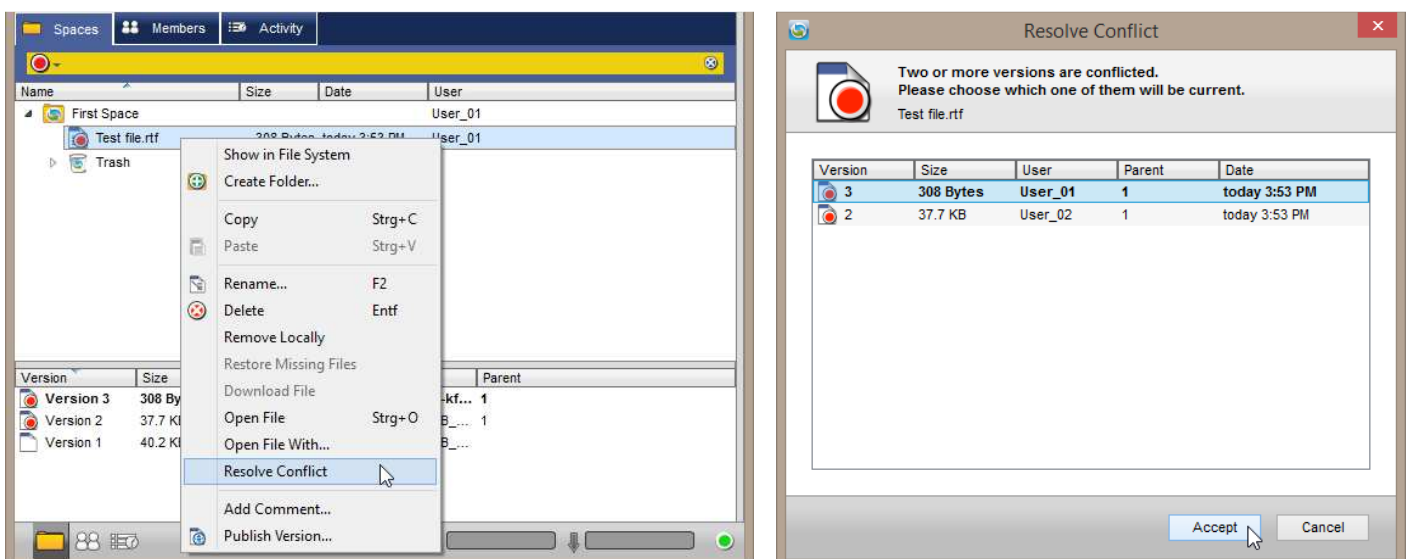 Spaces Members Activity
Name Size Date User
First Space User_01
Test file.rtf 308 Bytes today 3:53 PM User_01
Trash
Show in File System
Create Folder...
Copy Strg+C
Paste Strg+V
Rename... F2
Delete Entf
Remove Locally
Restore Missing Files
Download File
Open File Strg+O
Open File With...
Resolve Conflict
Add Comment...
Publish Version...
Version Size Parent
Version 3 308 By -kf... 1
Version 2 37.7 K B_... 1
Version 1 40.2 K B_...
Resolve Conflict
Two or more versions are conflicted.
Please choose which one of them will be current.
Test file.rtf
Version Size User Parent Date
3 308 Bytes User_01 1 today 3:53 PM
2 37.7 KB User_02 1 today 3:53 PM
Accept Cancel